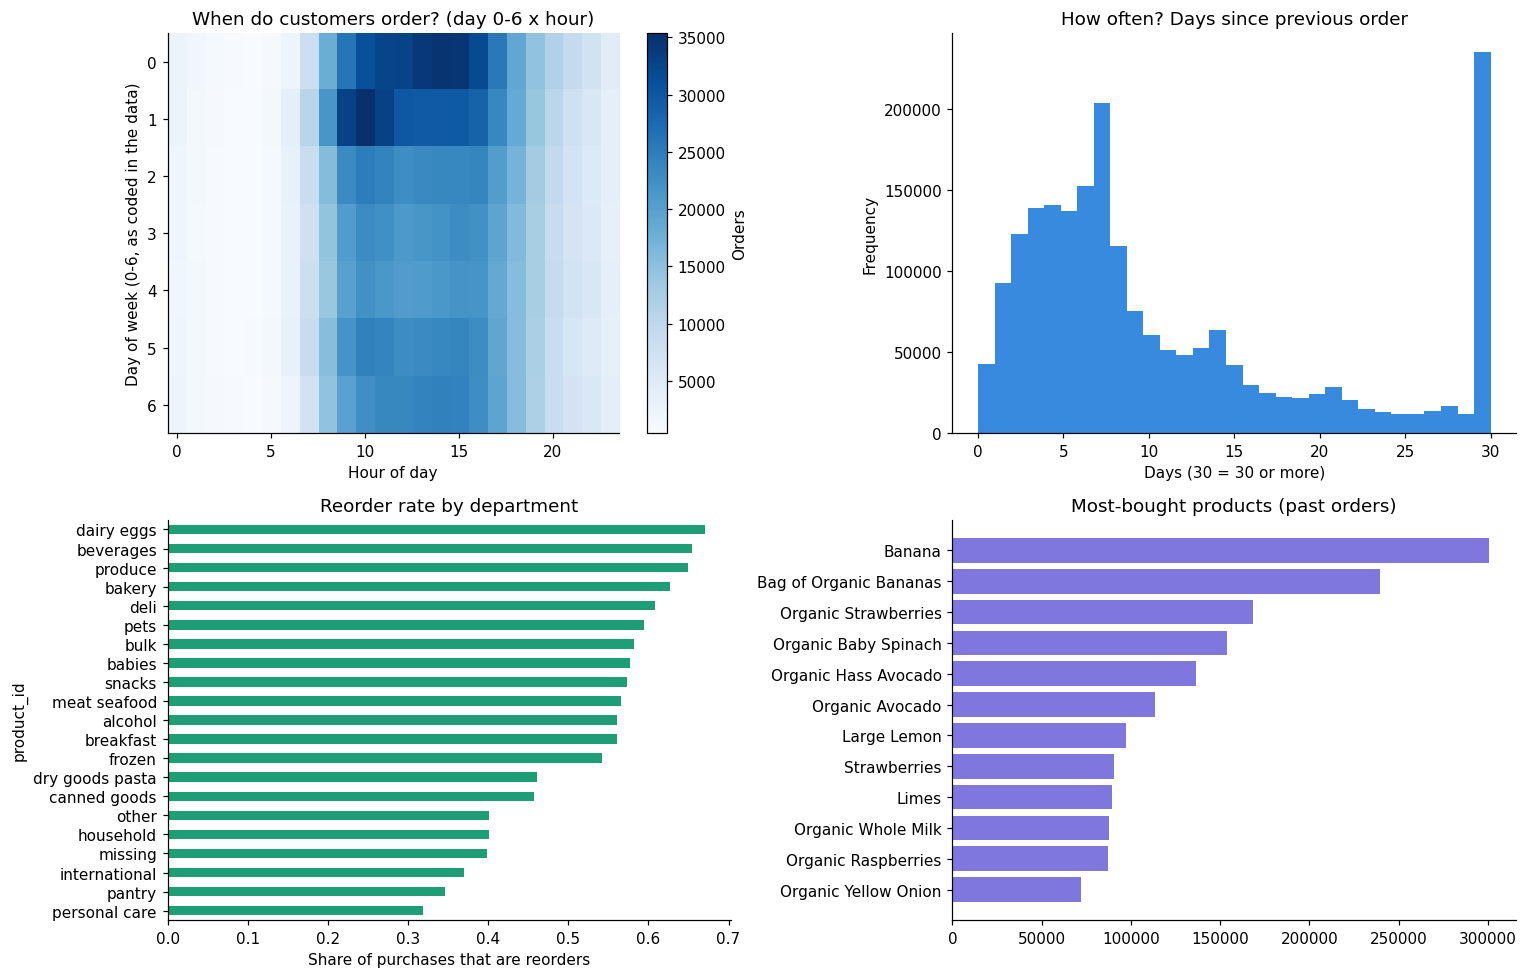 When do customers order? (day 0-6 x hour)
Day of week (0-6, as coded in the data)
0
1
2
3
4
5
6
0
5
10
15
20
Hour of day
35000
30000
25000
20000
15000
10000
5000
Orders
How often? Days since previous order
Frequency
200000
150000
100000
50000
0
0
5
10
15
20
25
30
Days (30 = 30 or more)
Reorder rate by department
product_id
dairy eggs
beverages
produce
bakery
deli
pets
bulk
babies
snacks
meat seafood
alcohol
breakfast
frozen
dry goods pasta
canned goods
other
household
missing
international
pantry
personal care
0.0
0.1
0.2
0.3
0.4
0.5
0.6
0.7
Share of purchases that are reorders
Most-bought products (past orders)
Banana
Bag of Organic Bananas
Organic Strawberries
Organic Baby Spinach
Organic Hass Avocado
Organic Avocado
Large Lemon
Strawberries
Limes
Organic Whole Milk
Organic Raspberries
Organic Yellow Onion
0
50000
100000
150000
200000
250000
300000